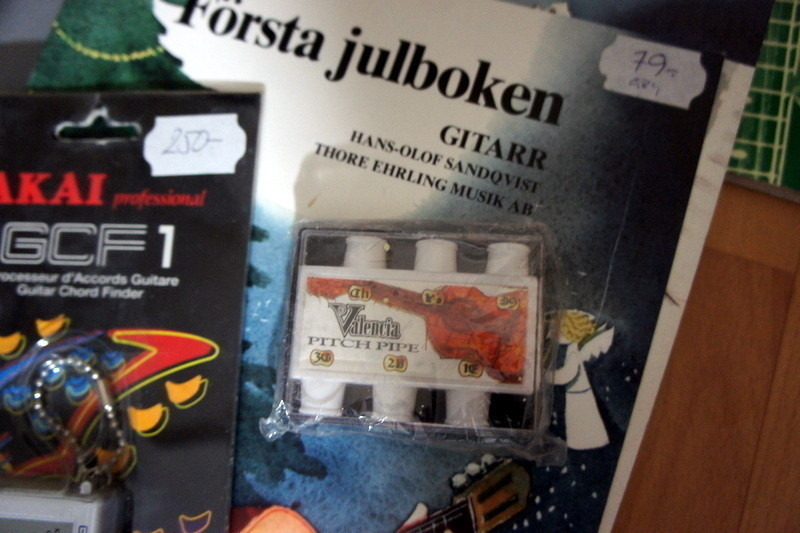 Första julboken
GITARR
HANS-OLOF SANDQVIST
THORE EHRLING MUSIK AB
79:-
250:-
AKAI professional
GCF1
rocesseur d'Accords Guitare
Guitar Chord Finder
Valencia
PITCH PIPE